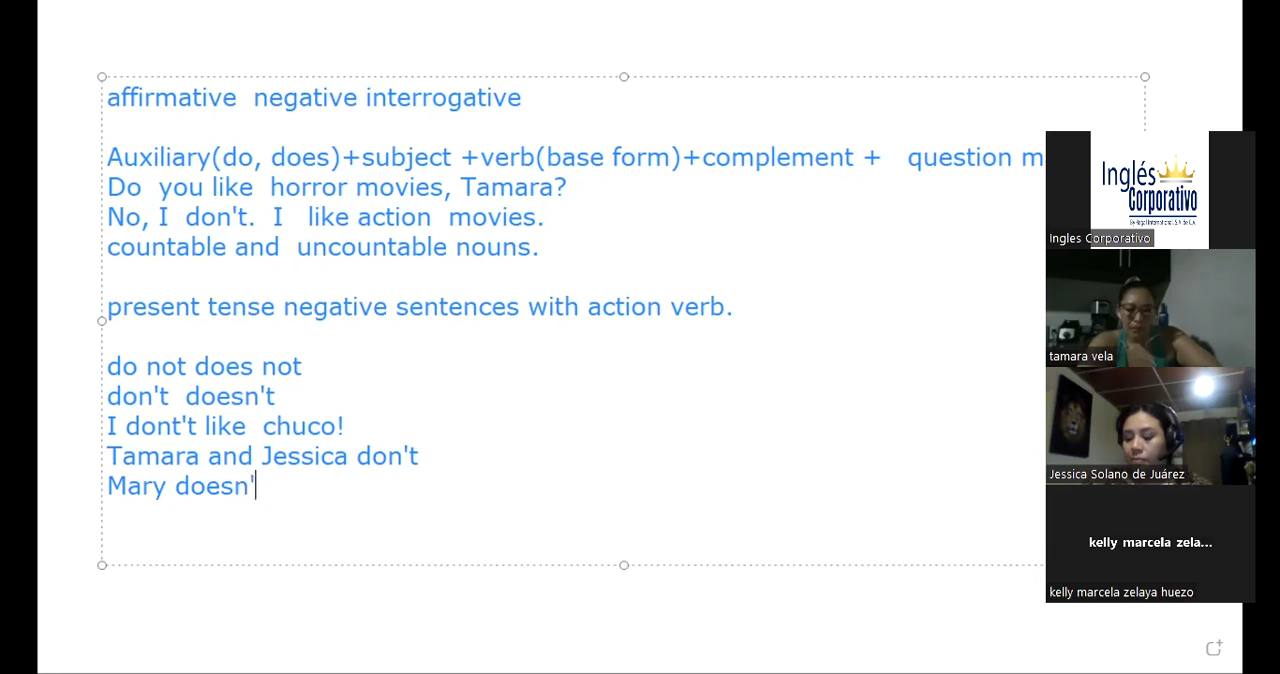 affirmative  negative interrogative
Auxiliary(do, does)+subject +verb(base form)+complement +   question m
Do  you like  horror movies, Tamara?
No, I  don't.  I   like action  movies.
countable and  uncountable nouns.
present tense negative sentences with action verb.
do not does not
don't  doesn't
I dont't like  chuco!
Tamara and Jessica don't
Mary doesn'
Inglés
Corporativo
Ingles Corporativo
tamara vela
Jessica Solano de Juárez
kelly marcela zela...
kelly marcela zelaya huezo